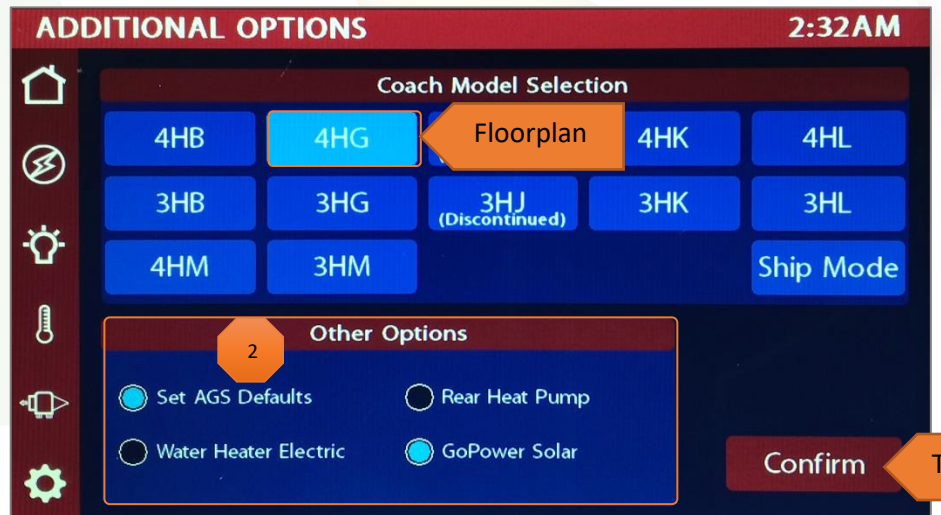 ADDITIONAL OPTIONS 2:32AM
Coach Model Selection
4HB 4HG Floorplan 4HK 4HL
3HB 3HG 3HJ 3HK 3HL
(Discontinued)
4HM 3HM Ship Mode
Other Options
2
Set AGS Defaults Rear Heat Pump
Water Heater Electric GoPower Solar
Confirm